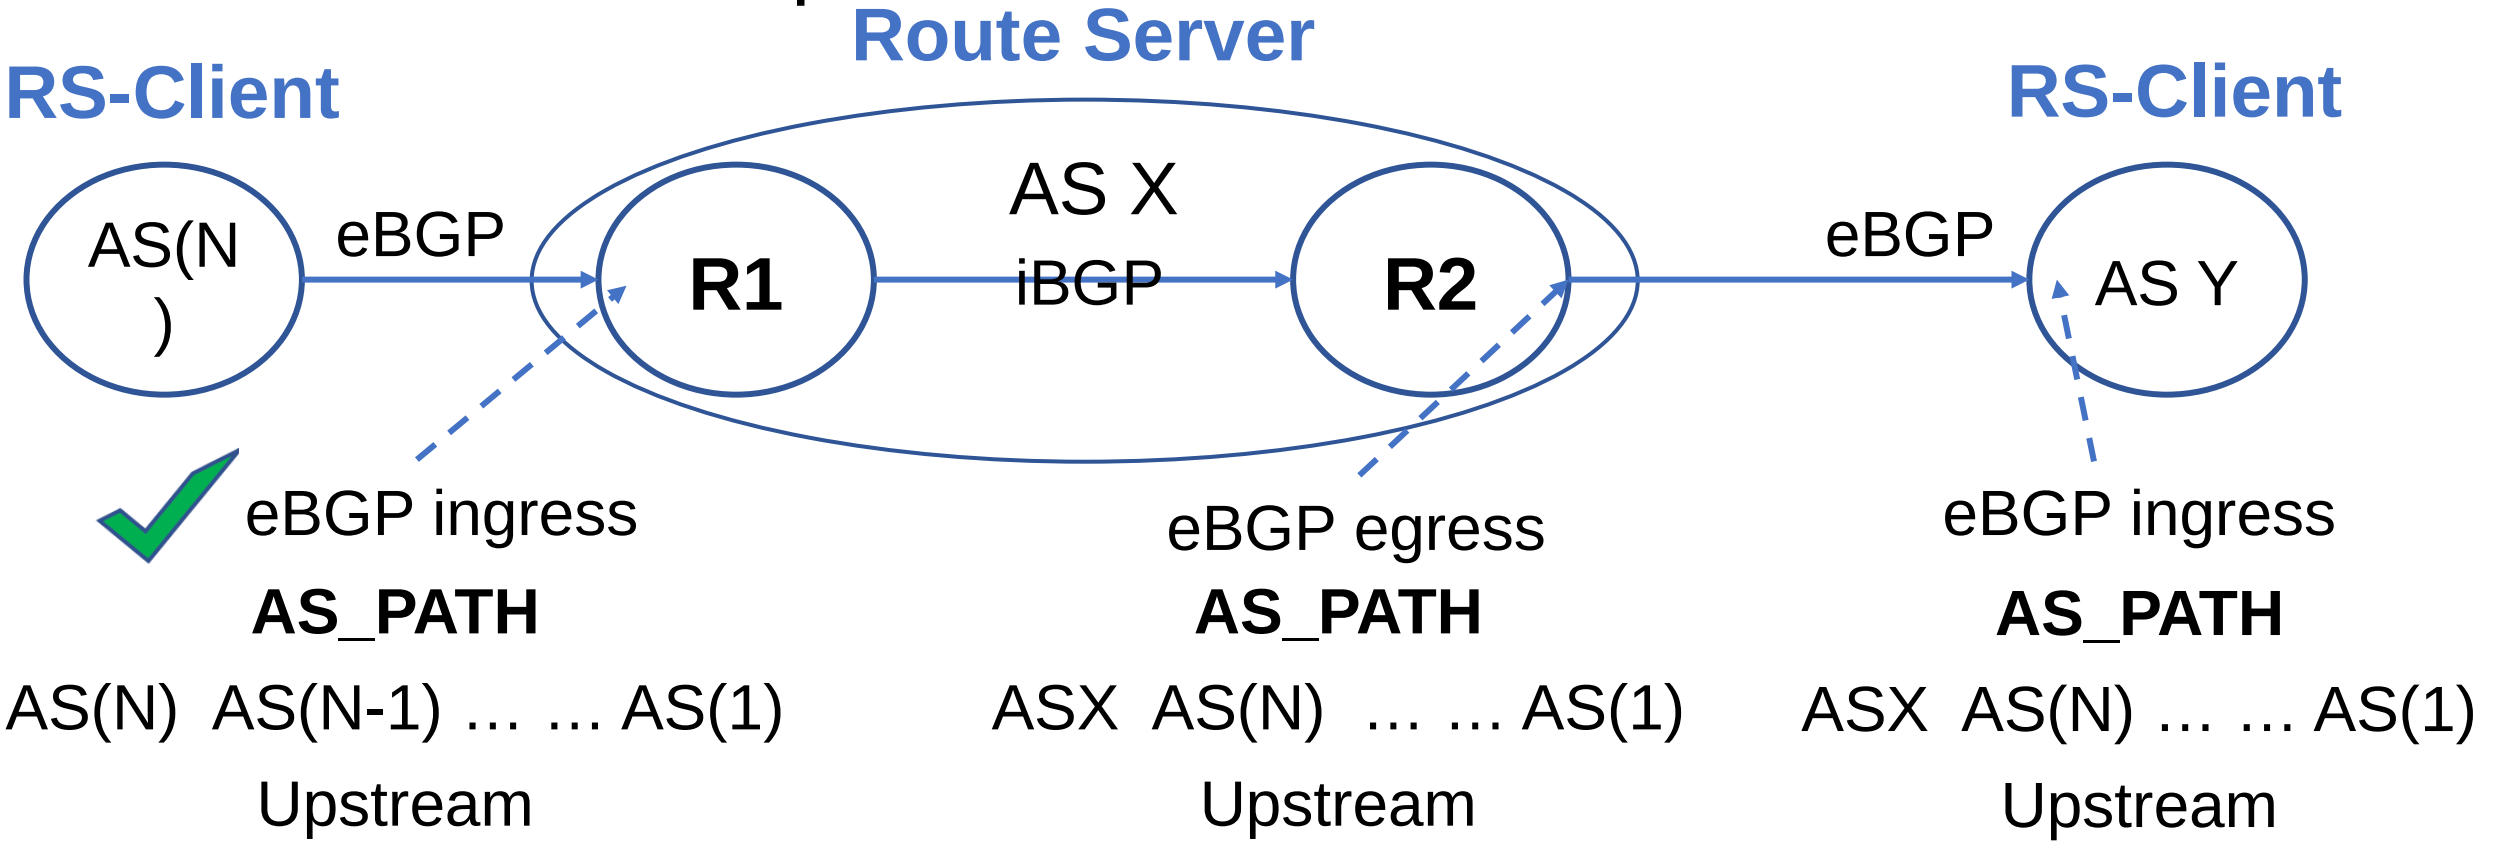 Route Server
RS-Client
RS-Client
AS X
AS(N
)
eBGP
R1
iBGP
R2
eBGP
AS Y
eBGP ingress
AS_PATH
AS(N) AS(N-1) … … AS(1)
Upstream
eBGP egress
AS_PATH
ASX AS(N) … … AS(1)
Upstream
eBGP ingress
AS_PATH
ASX AS(N) … … AS(1)
Upstream